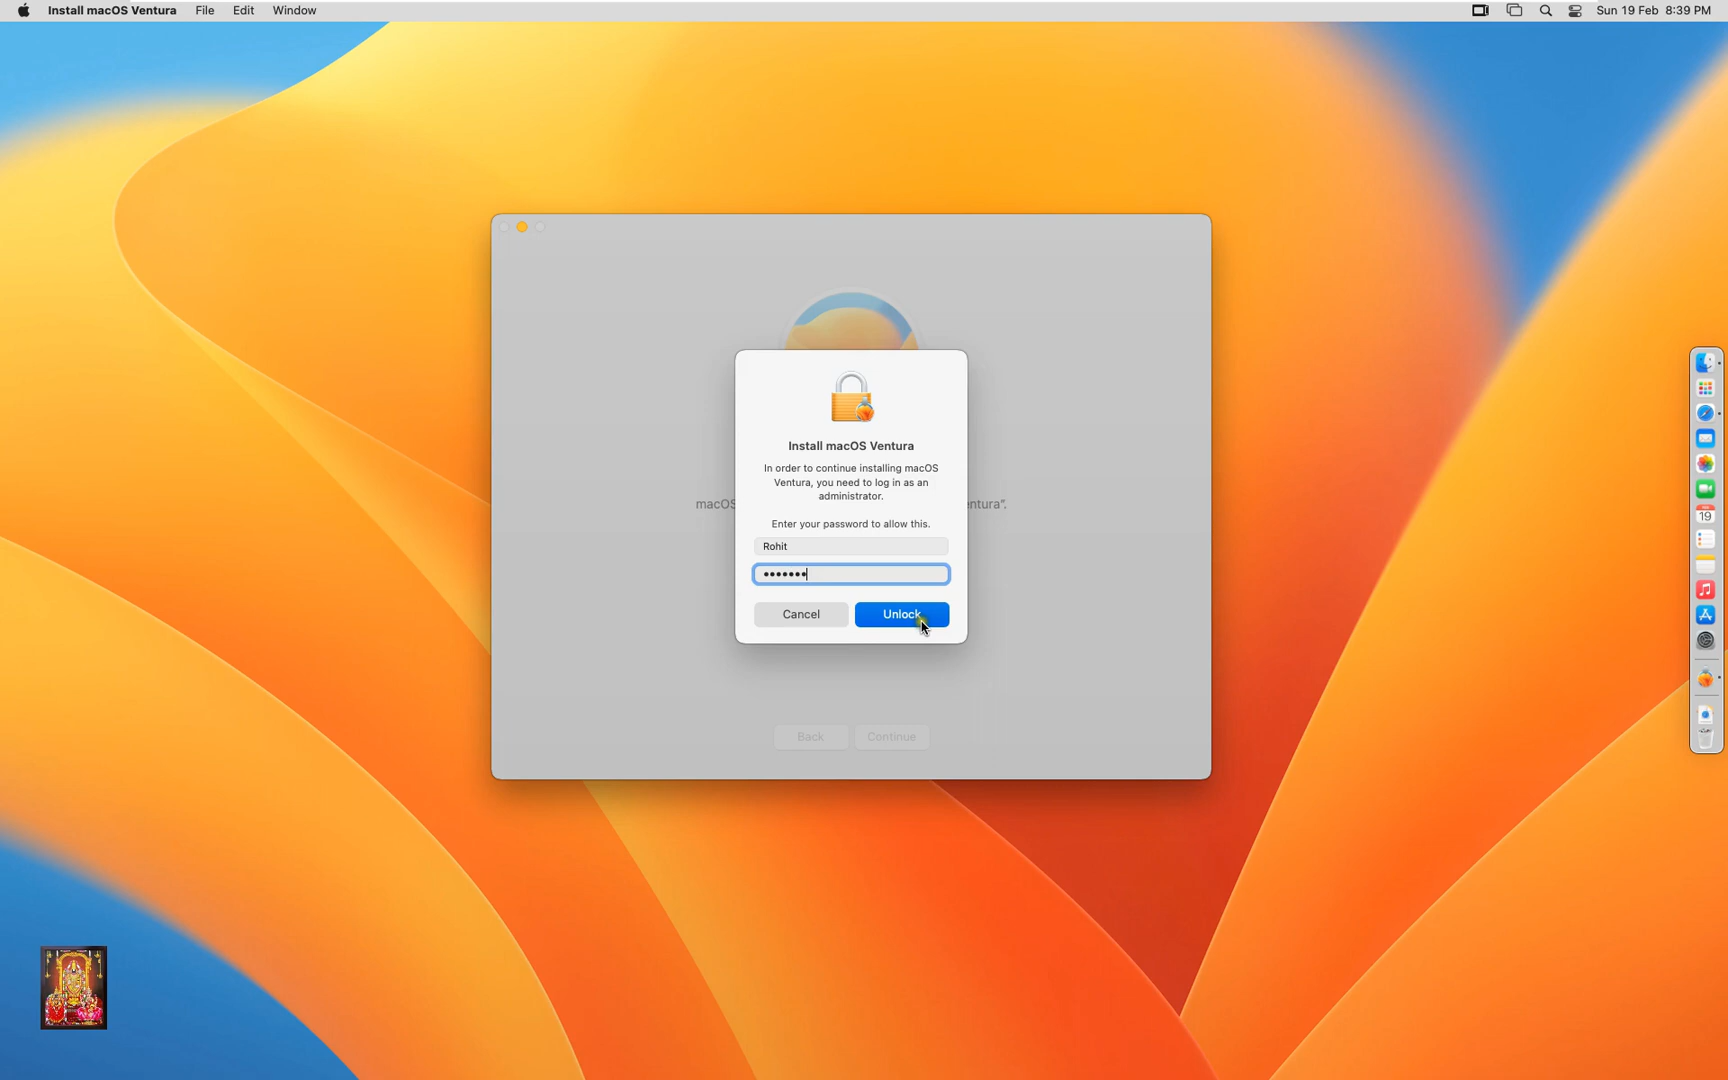 Install macOS Ventura File Edit Window Sun 19 Feb 8:39 PM
Install macOS Ventura
In order to continue installing macOS
Ventura, you need to log in as an
administrator.
macOS entura”.
Enter your password to allow this.
Rohit
•••••••
Cancel Unlock
Back Continue
19